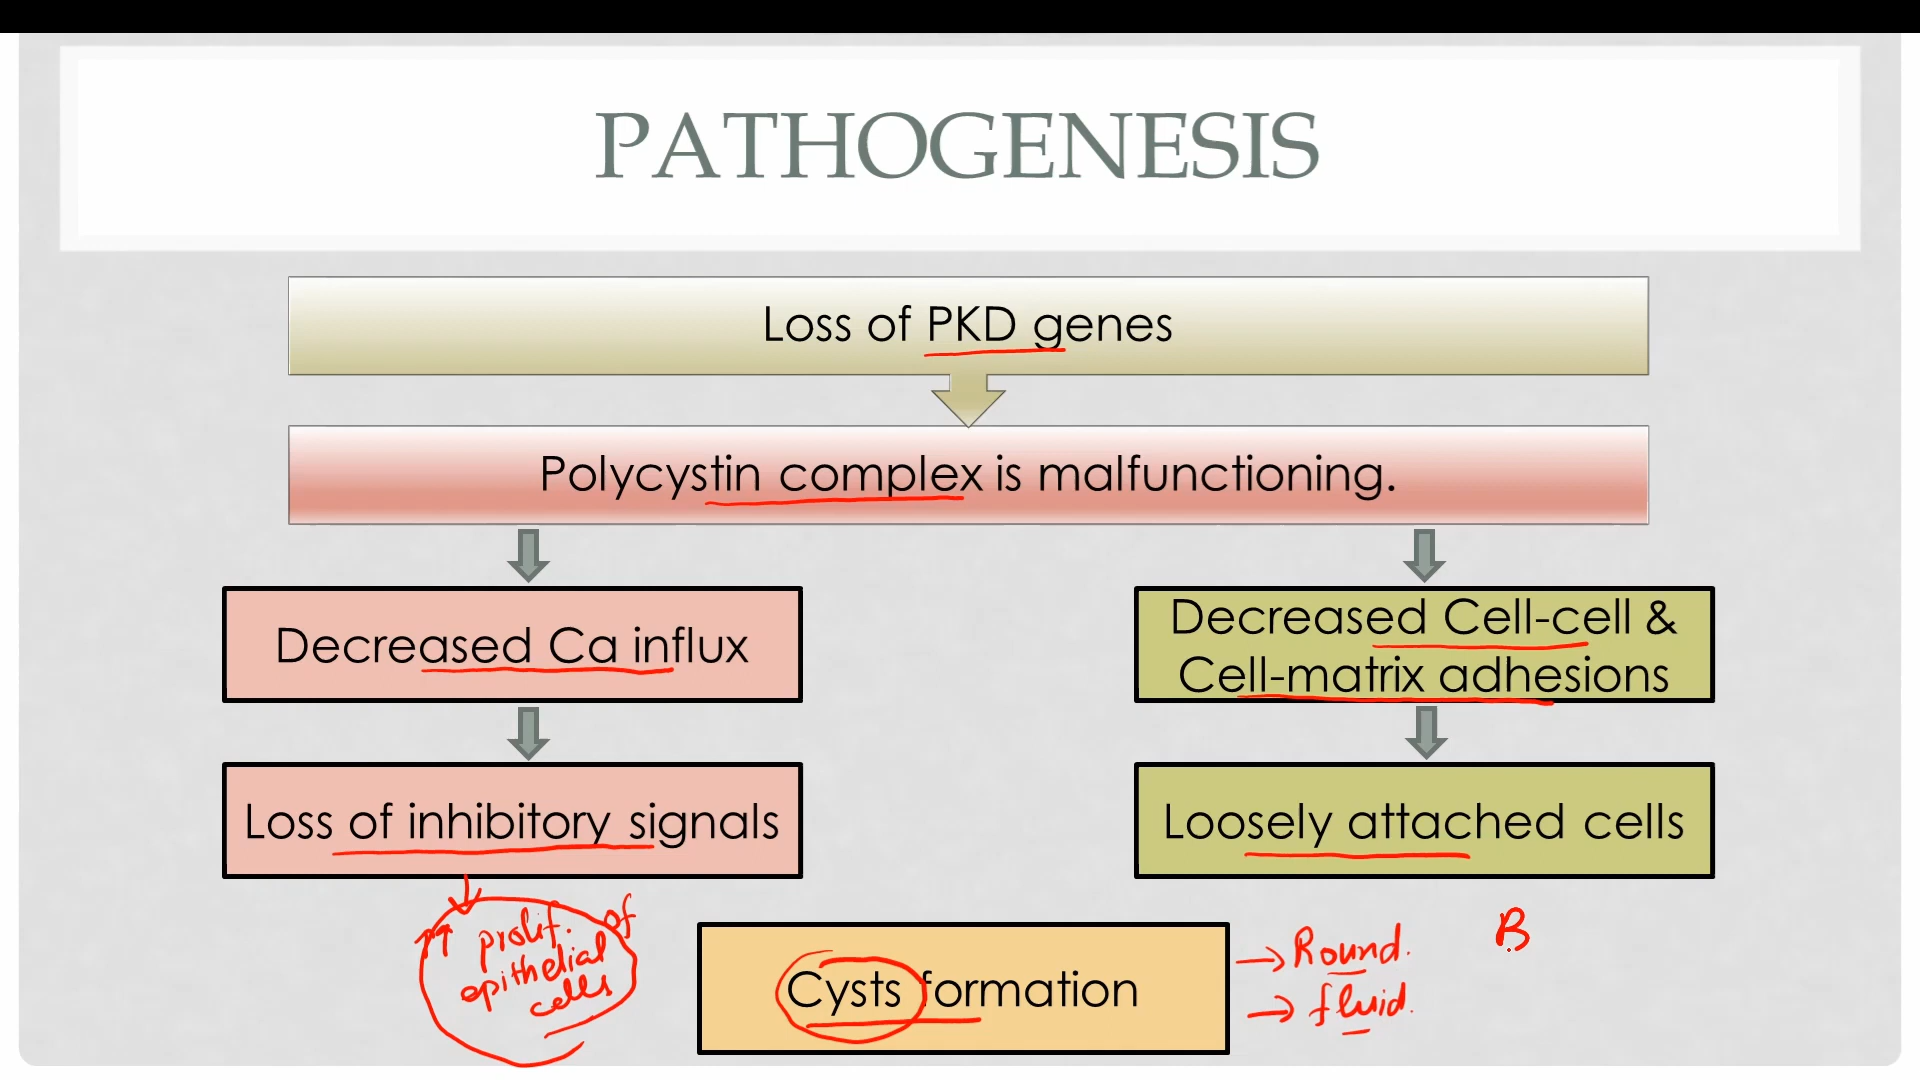 PATHOGENESIS
Loss of PKD genes
Polycystin complex is malfunctioning.
Decreased Ca influx
Decreased Cell-cell &
Cell-matrix adhesions
Loss of inhibitory signals
Loosely attached cells
↓
↑↑ prolif. of
epithelial
cells
Cysts formation
→ Round.
→ fluid.
B